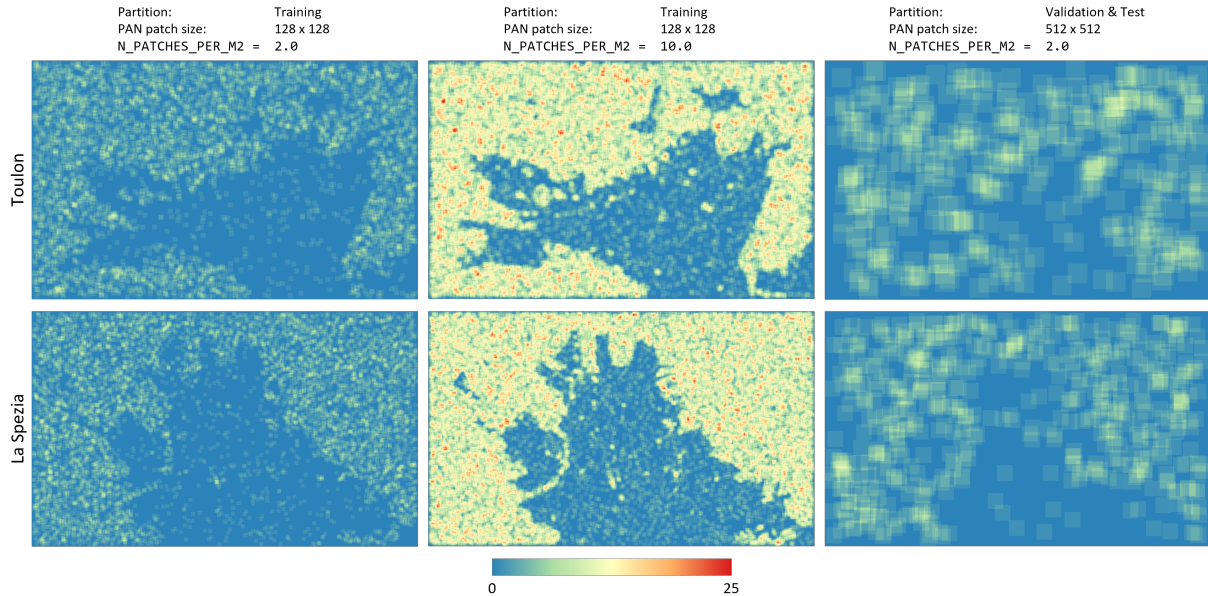 Partition: Training
PAN patch size: 128 x 128
N_PATCHES_PER_M2 = 2.0
Partition: Training
PAN patch size: 128 x 128
N_PATCHES_PER_M2 = 10.0
Partition: Validation & Test
PAN patch size: 512 x 512
N_PATCHES_PER_M2 = 2.0
Toulon
La Spezia
0 25